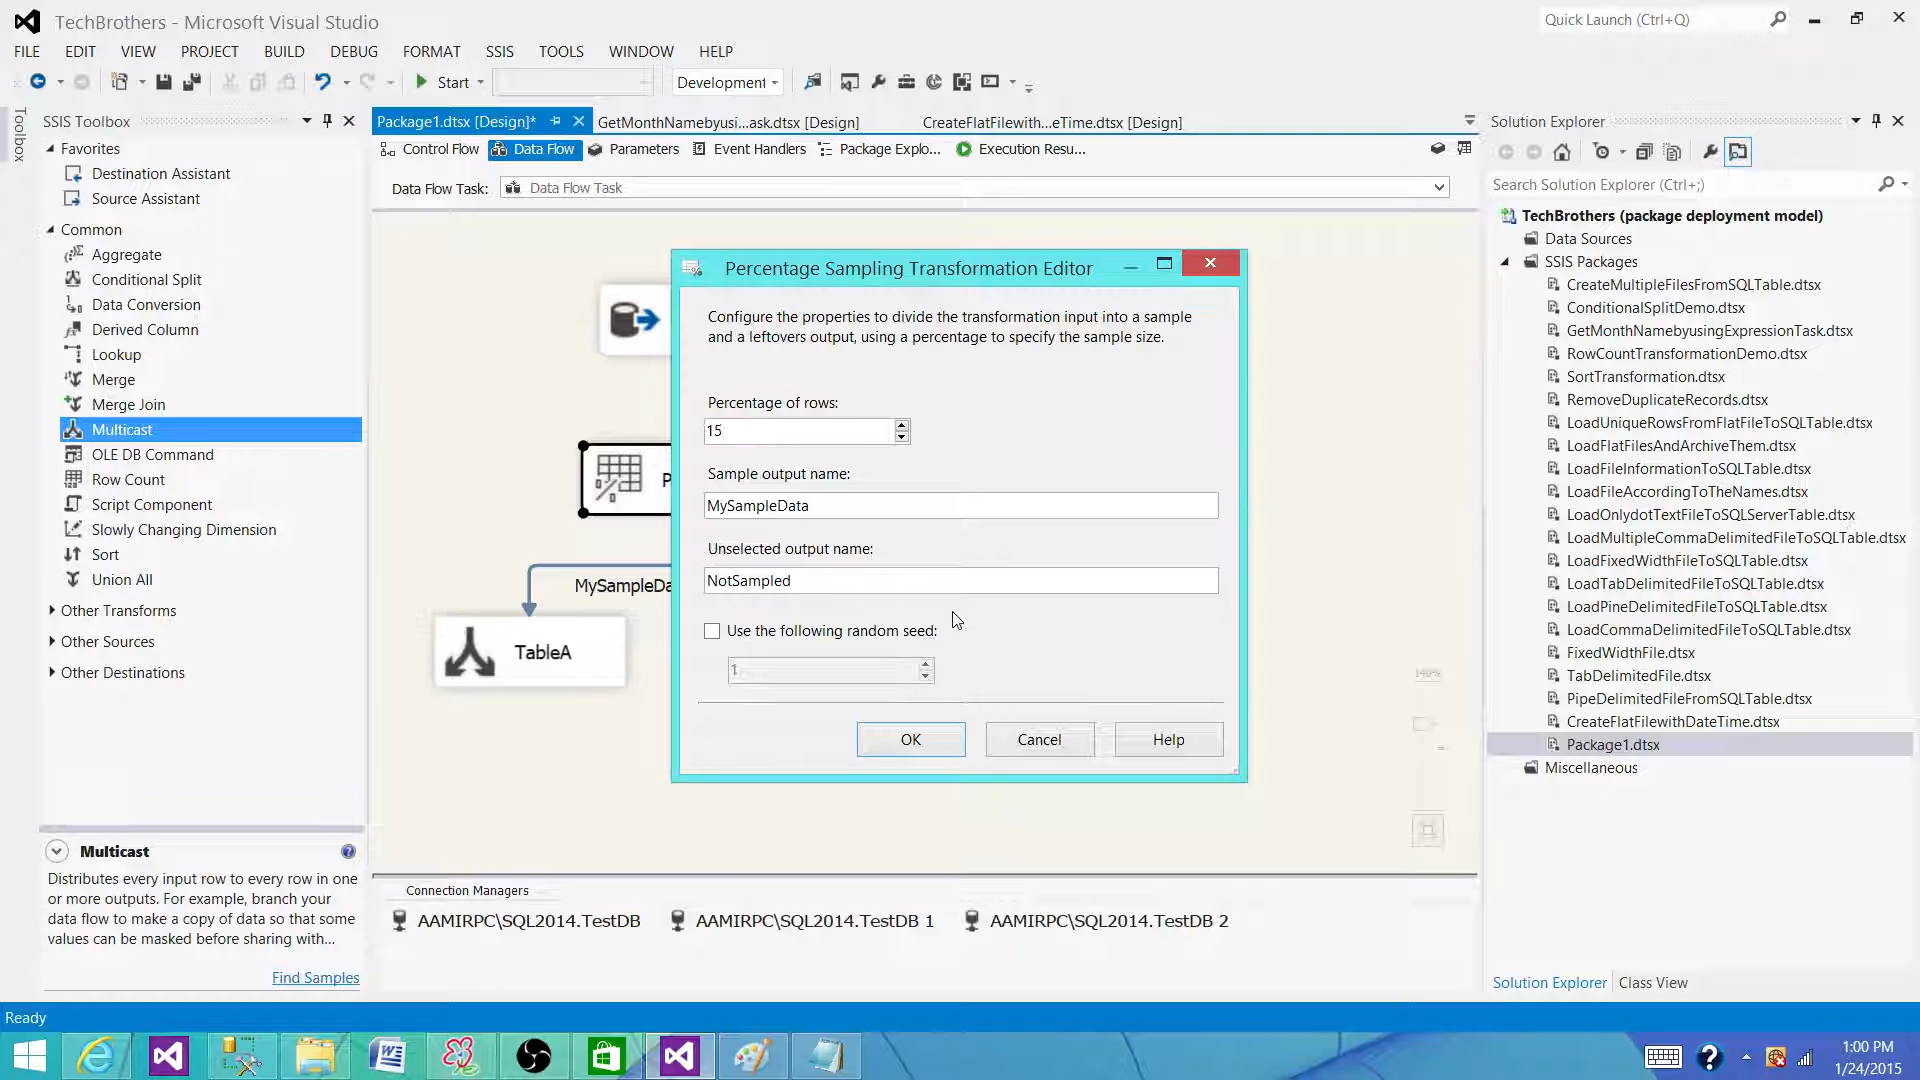 TechBrothers - Microsoft Visual Studio
Quick Launch (Ctrl+Q)
FILE EDIT VIEW PROJECT BUILD DEBUG FORMAT SSIS TOOLS WINDOW HELP
Start
Development
Toolbox
SSIS Toolbox
Favorites
Destination Assistant
Source Assistant
Common
Aggregate
Conditional Split
Data Conversion
Derived Column
Lookup
Merge
Merge Join
Multicast
OLE DB Command
Row Count
Script Component
Slowly Changing Dimension
Sort
Union All
Other Transforms
Other Sources
Other Destinations
Multicast
Distributes every input row to every row in one
or more outputs. For example, branch your
data flow to make a copy of data so that some
values can be masked before sharing with...
Find Samples
Package1.dtsx [Design]* GetMonthNamebyusi...ask.dtsx [Design] CreateFlatFilewith...eTime.dtsx [Design]
Control Flow Data Flow Parameters Event Handlers Package Explo... Execution Resu...
Data Flow Task: Data Flow Task
P
MySampleDa
TableA
Percentage Sampling Transformation Editor
Configure the properties to divide the transformation input into a sample
and a leftovers output, using a percentage to specify the sample size.
Percentage of rows:
15
Sample output name:
MySampleData
Unselected output name:
NotSampled
Use the following random seed:
1
OK Cancel Help
Connection Managers
AAMIRPC\SQL2014.TestDB AAMIRPC\SQL2014.TestDB 1 AAMIRPC\SQL2014.TestDB 2
Solution Explorer
Search Solution Explorer (Ctrl+;)
TechBrothers (package deployment model)
Data Sources
SSIS Packages
CreateMultipleFilesFromSQLTable.dtsx
ConditionalSplitDemo.dtsx
GetMonthNamebyusingExpressionTask.dtsx
RowCountTransformationDemo.dtsx
SortTransformation.dtsx
RemoveDuplicateRecords.dtsx
LoadUniqueRowsFromFlatFileToSQLTable.dtsx
LoadFlatFilesAndArchiveThem.dtsx
LoadFileInformationToSQLTable.dtsx
LoadFileAccordingToTheNames.dtsx
LoadOnlydotTextFileToSQLServerTable.dtsx
LoadMultipleCommaDelimitedFileToSQLTable.dtsx
LoadFixedWidthFileToSQLTable.dtsx
LoadTabDelimitedFileToSQLTable.dtsx
LoadPineDelimitedFileToSQLTable.dtsx
LoadCommaDelimitedFileToSQLTable.dtsx
FixedWidthFile.dtsx
TabDelimitedFile.dtsx
PipeDelimitedFileFromSQLTable.dtsx
CreateFlatFilewithDateTime.dtsx
Package1.dtsx
Miscellaneous
Solution Explorer Class View
Ready
1:00 PM
1/24/2015